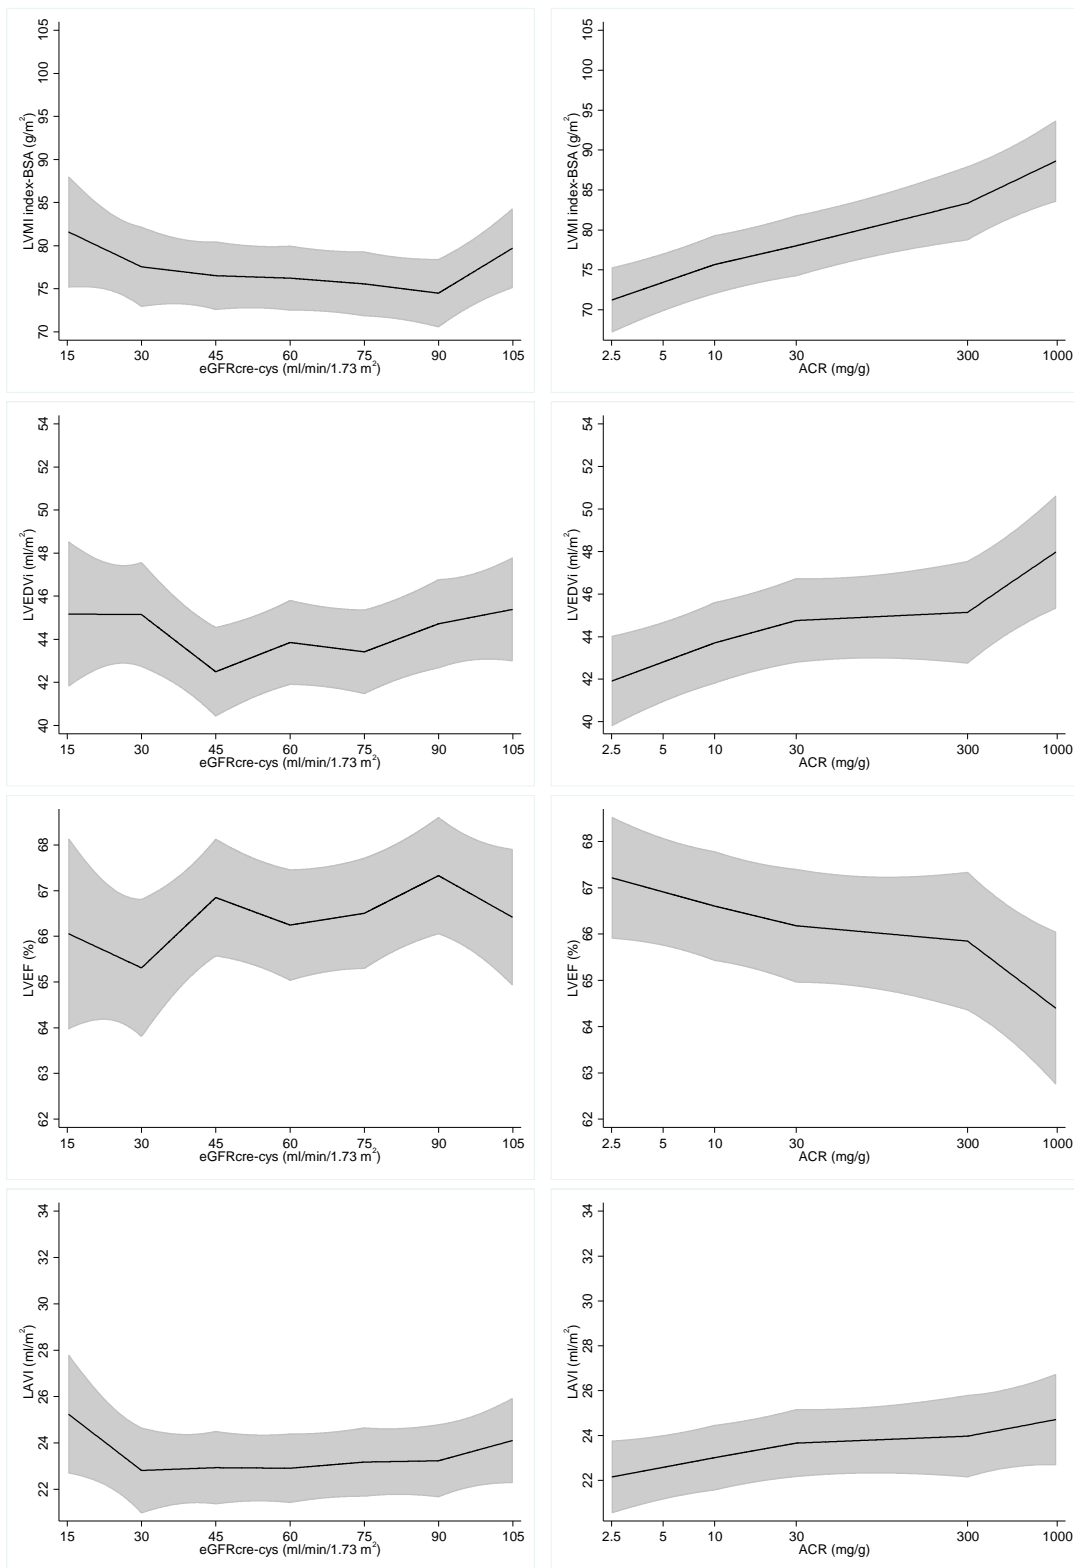 LVMI index-BSA (g/m²)
70 75 80 85 90 95 100 105
15 30 45 60 75 90 105
eGFRcre-cys (ml/min/1.73 m²)
LVMI index-BSA (g/m²)
70 75 80 85 90 95 100 105
2.5 5 10 30 300 1000
ACR (mg/g)
LVEDVi (ml/m²)
40 42 44 46 48 50 52 54
15 30 45 60 75 90 105
eGFRcre-cys (ml/min/1.73 m²)
LVEDVi (ml/m²)
40 42 44 46 48 50 52 54
2.5 5 10 30 300 1000
ACR (mg/g)
LVEF (%)
62 63 64 65 66 67 68
15 30 45 60 75 90 105
eGFRcre-cys (ml/min/1.73 m²)
LVEF (%)
62 63 64 65 66 67 68
2.5 5 10 30 300 1000
ACR (mg/g)
LAVI (ml/m²)
22 24 26 28 30 32 34
15 30 45 60 75 90 105
eGFRcre-cys (ml/min/1.73 m²)
LAVI (ml/m²)
22 24 26 28 30 32 34
2.5 5 10 30 300 1000
ACR (mg/g)